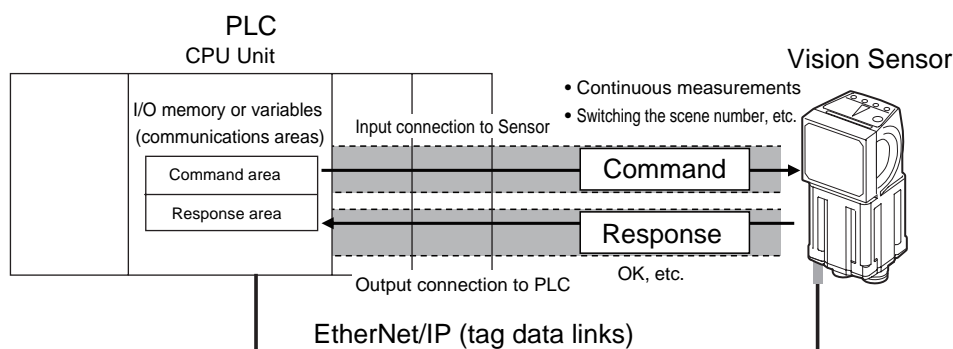 PLC
CPU Unit
Vision Sensor
• Continuous measurements
• Switching the scene number, etc.
I/O memory or variables
(communications areas)
Input connection to Sensor
Command area
Command
Response area
Response
OK, etc.
Output connection to PLC
EtherNet/IP (tag data links)